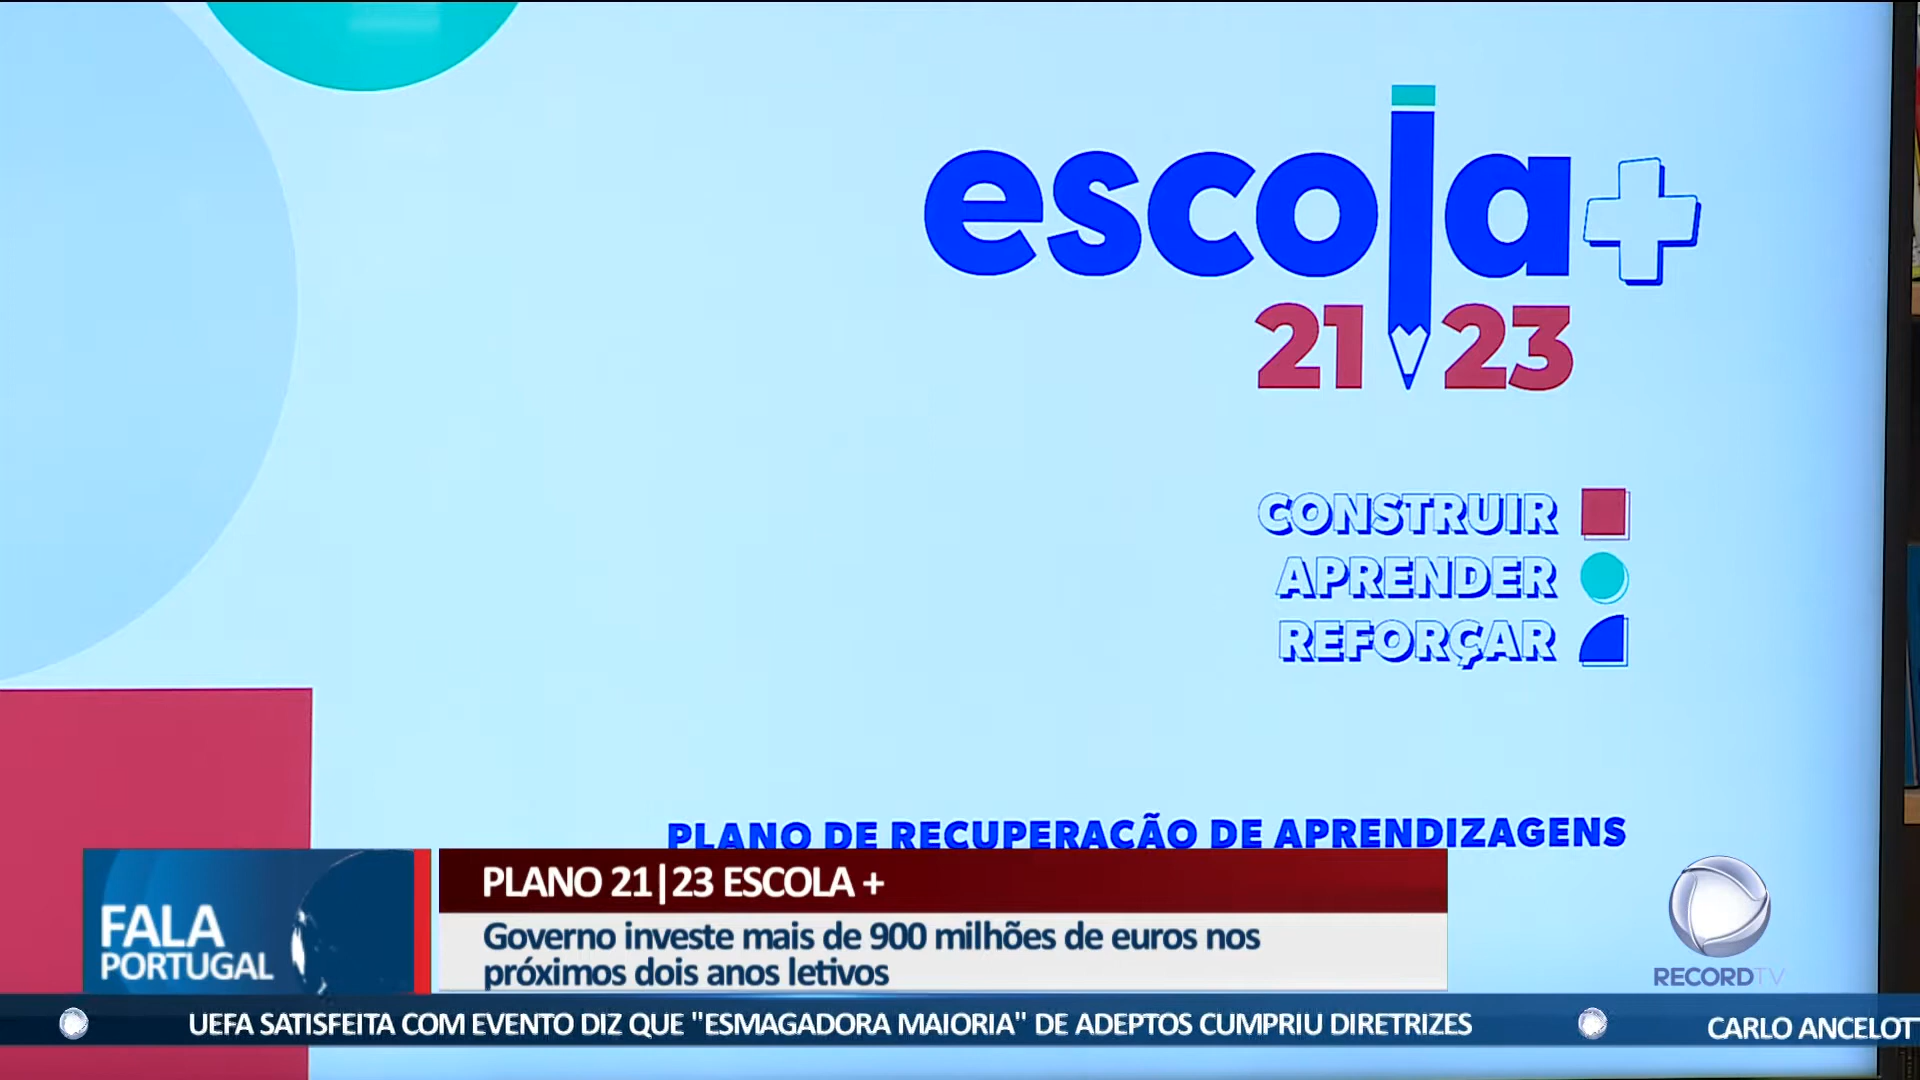 escola+
21 23
CONSTRUIR
APRENDER
REFORÇAR
PLANO DE RECUPERAÇÃO DE APRENDIZAGENS
FALA
PORTUGAL
PLANO 21|23 ESCOLA +
Governo investe mais de 900 milhões de euros nos
próximos dois anos letivos
RECORDTV
UEFA SATISFEITA COM EVENTO DIZ QUE "ESMAGADORA MAIORIA" DE ADEPTOS CUMPRIU DIRETRIZES
CARLO ANCELOT